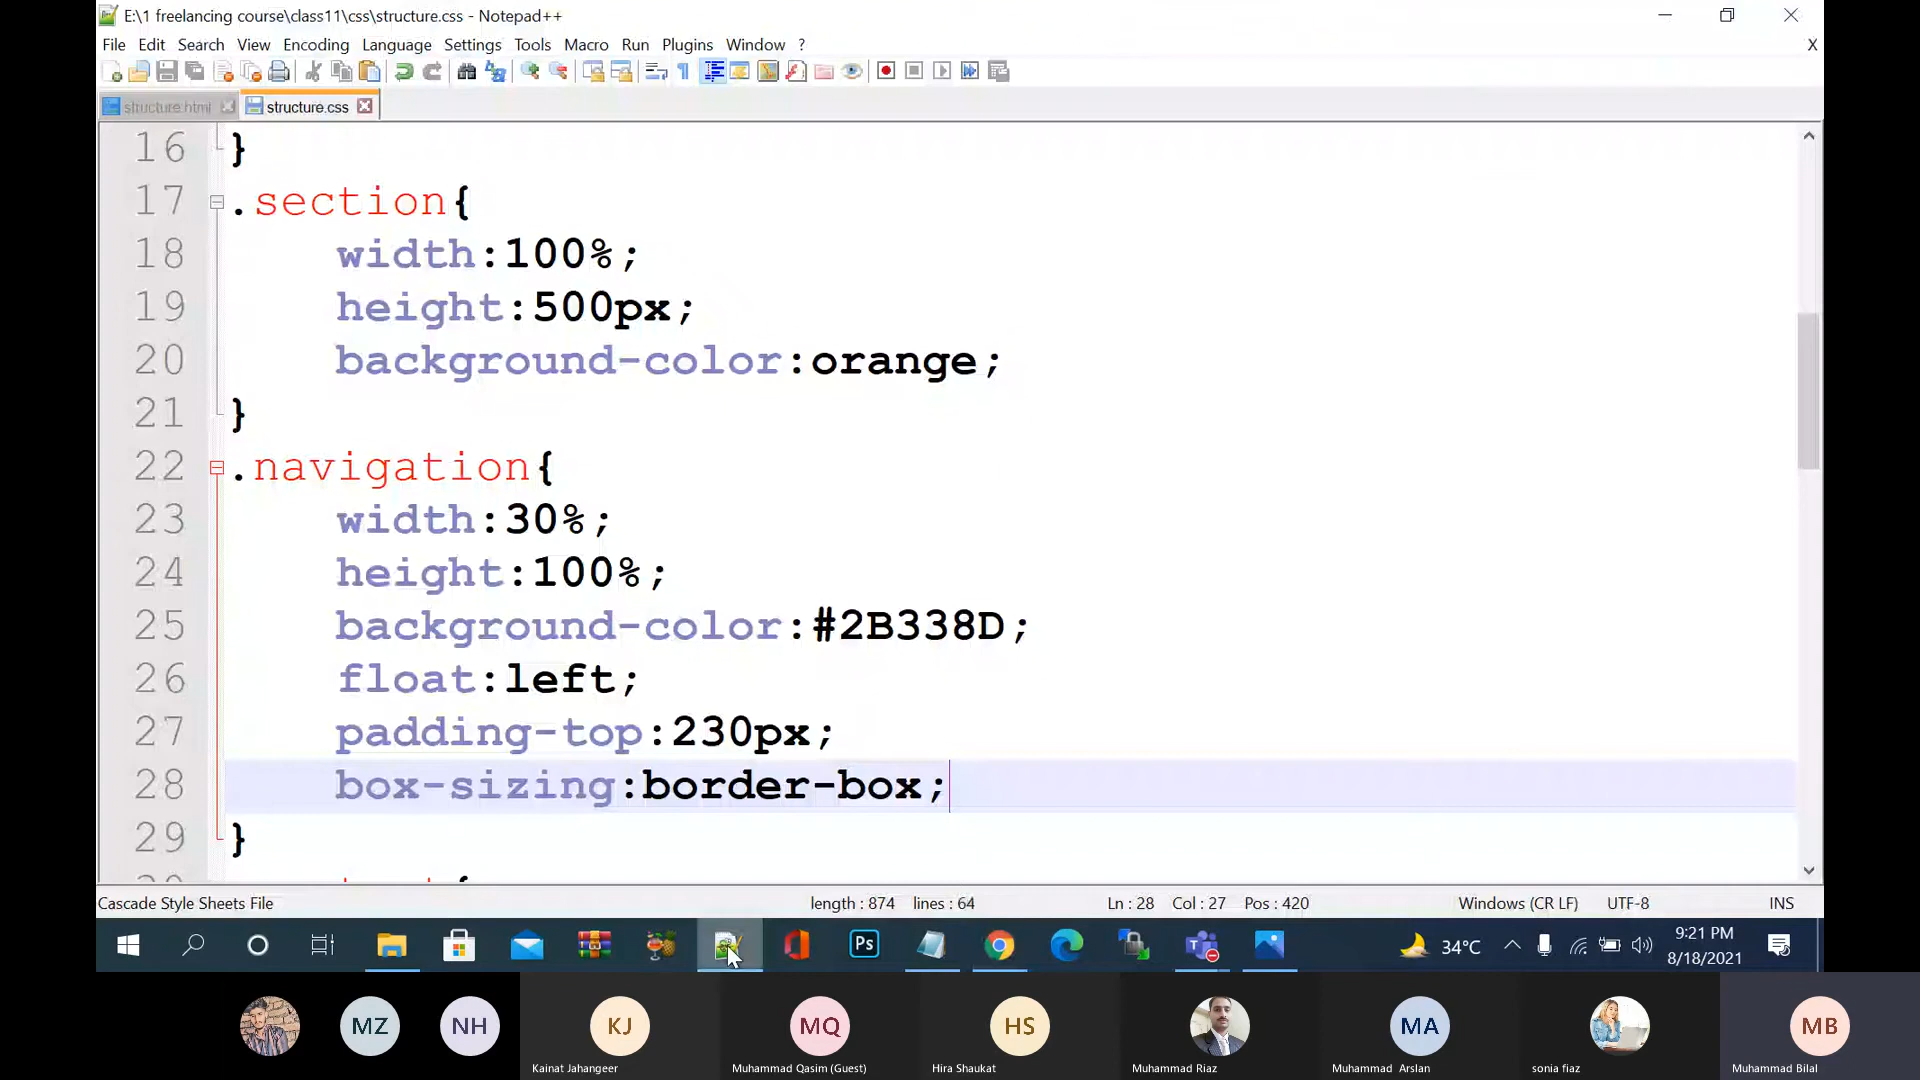 E:\1 freelancing course\class11\css\structure.css - Notepad++
File Edit Search View Encoding Language Settings Tools Macro Run Plugins Window ? X
structure.html structure.css
16 }
17 .section{
18 width:100%;
19 height:500px;
20 background-color:orange;
21 }
22 .navigation{
23 width:30%;
24 height:100%;
25 background-color:#2B338D;
26 float:left;
27 padding-top:230px;
28 box-sizing:border-box;
29 }
Cascade Style Sheets File length : 874 lines : 64 Ln : 28 Col : 27 Pos : 420 Windows (CR LF) UTF-8 INS
Ps 34°C 9:21 PM
8/18/2021
MZ NH KJ MQ HS MA MB
Kainat Jahangeer Muhammad Qasim (Guest) Hira Shaukat Muhammad Riaz Muhammad Arslan sonia fiaz Muhammad Bilal